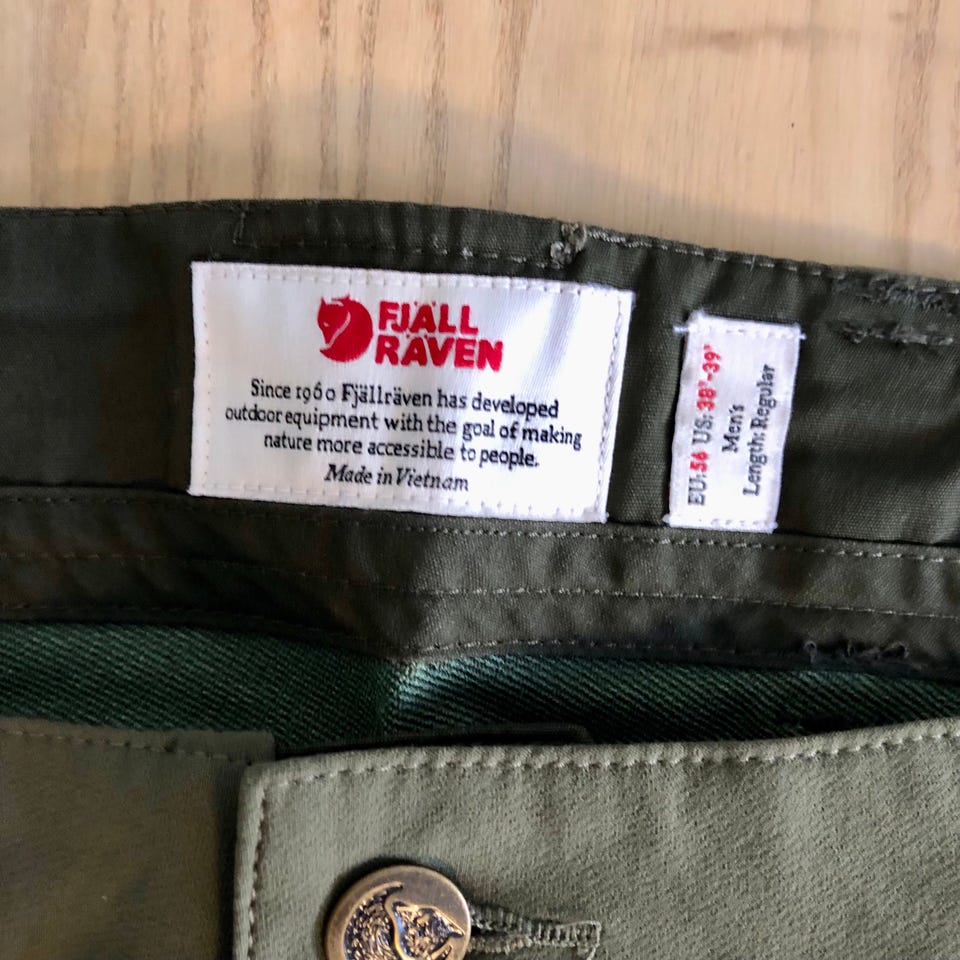 FJÄLL
RÄVEN
Since 1960 Fjällräven has developed
outdoor equipment with the goal of making
nature more accessible to people.
Made in Vietnam
EU:56 US:38"-39"
Men's
Length: Regular